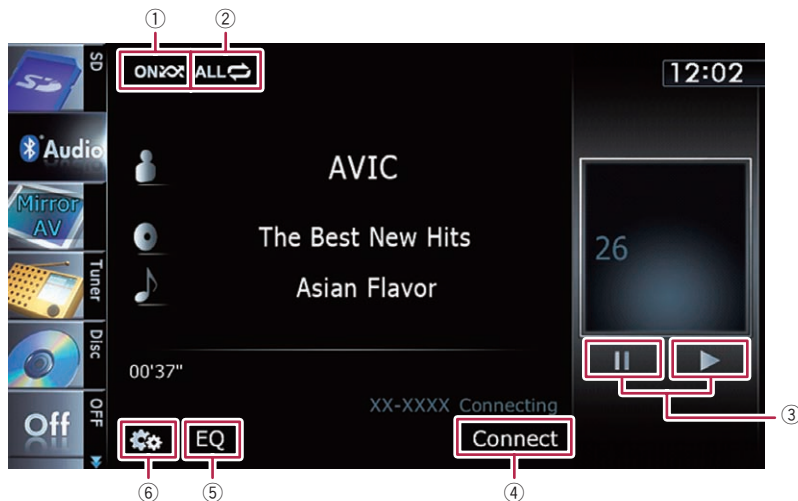 ① ②
SD
ON ALL
12:02
Audio
AVIC
Mirror
AV
The Best New Hits
26
Tuner
Asian Flavor
Disc
00'37"
XX-XXXX Connecting
③
OFF
Off
EQ
Connect
⑥ ⑤ ④